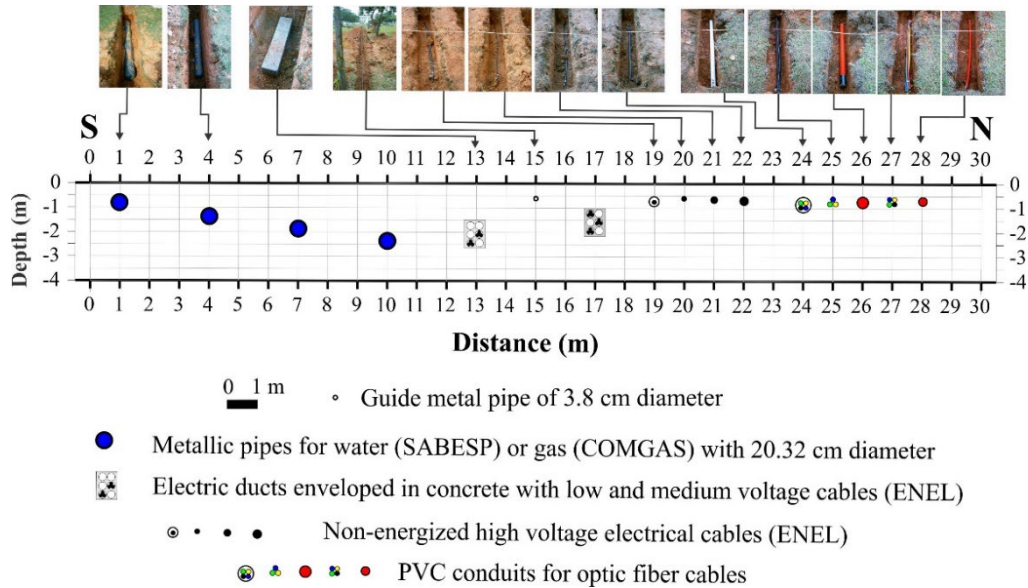 S N
0 1 2 3 4 5 6 7 8 9 10 11 12 13 14 15 16 17 18 19 20 21 22 23 24 25 26 27 28 29 30
Depth (m)
0 0
-1 -1
-2 -2
-3 -3
-4 -4
0 1 2 3 4 5 6 7 8 9 10 11 12 13 14 15 16 17 18 19 20 21 22 23 24 25 26 27 28 29 30
Distance (m)
0 1 m
Guide metal pipe of 3.8 cm diameter
Metallic pipes for water (SABESP) or gas (COMGAS) with 20.32 cm diameter
Electric ducts enveloped in concrete with low and medium voltage cables (ENEL)
Non-energized high voltage electrical cables (ENEL)
PVC conduits for optic fiber cables